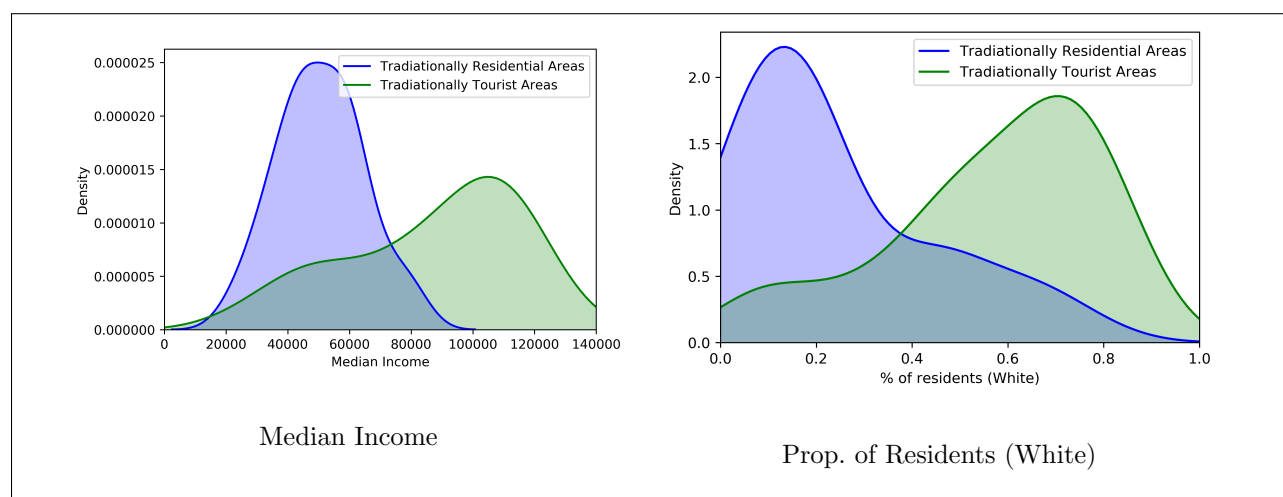 0.000025
0.000020
0.000015
0.000010
0.000005
0.000000
Density
0
20000
40000
60000
80000
100000
120000
140000
Median Income
Tradiationally Residential Areas
Tradiationally Tourist Areas
Median Income
2.0
1.5
1.0
0.5
0.0
Density
0.0
0.2
0.4
0.6
0.8
1.0
% of residents (White)
Tradiationally Residential Areas
Tradiationally Tourist Areas
Prop. of Residents (White)